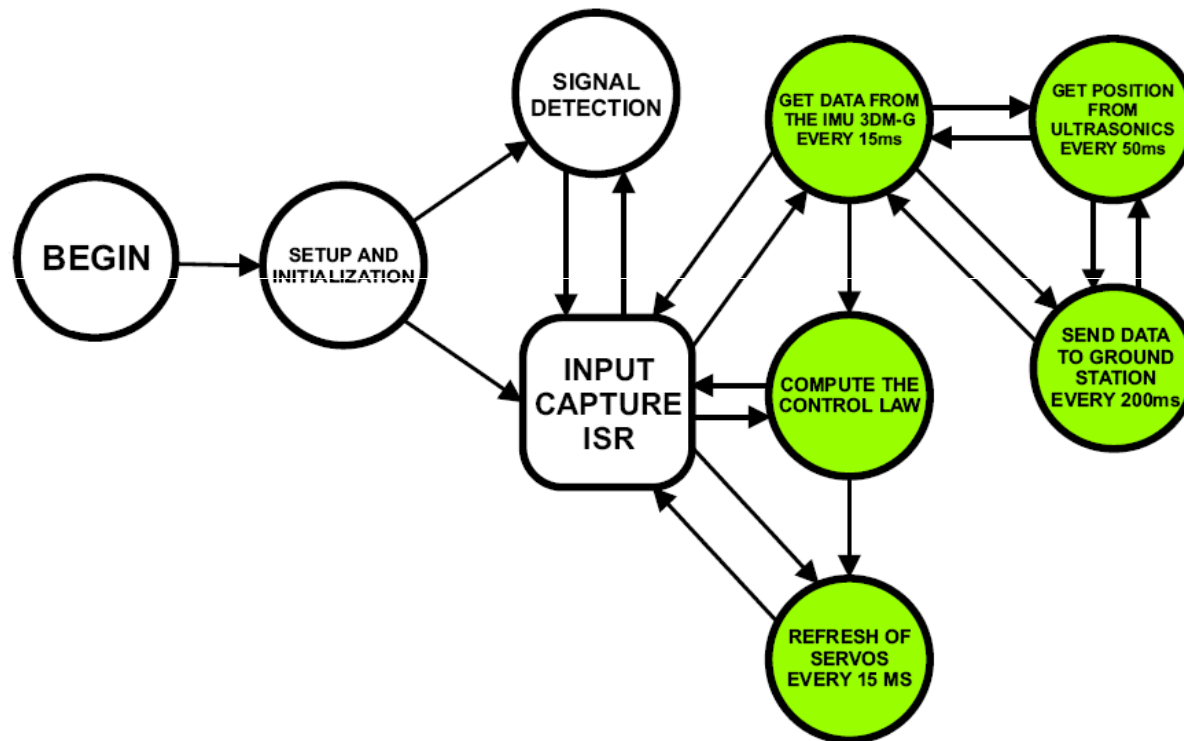 BEGIN
SETUP AND
INITIALIZATION
SIGNAL
DETECTION
INPUT
CAPTURE
ISR
GET DATA FROM
THE IMU 3DM-G
EVERY 15ms
GET POSITION
FROM
ULTRASONICS
EVERY 50ms
COMPUTE THE
CONTROL LAW
SEND DATA
TO GROUND
STATION
EVERY 200ms
REFRESH OF
SERVOS
EVERY 15 MS